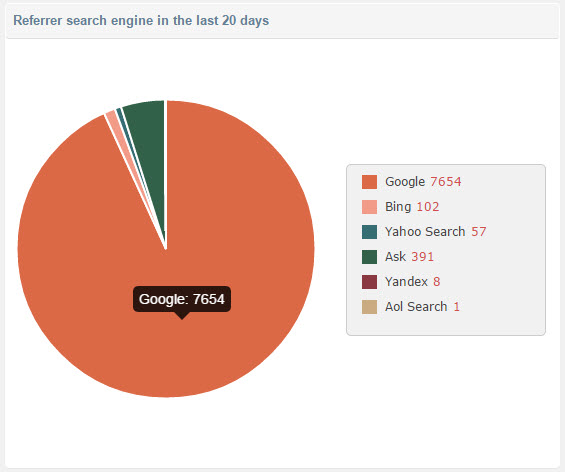 Referrer search engine in the last 20 days
Google 7654
Bing 102
Yahoo Search 57
Ask 391
Yandex 8
Aol Search 1
Google: 7654